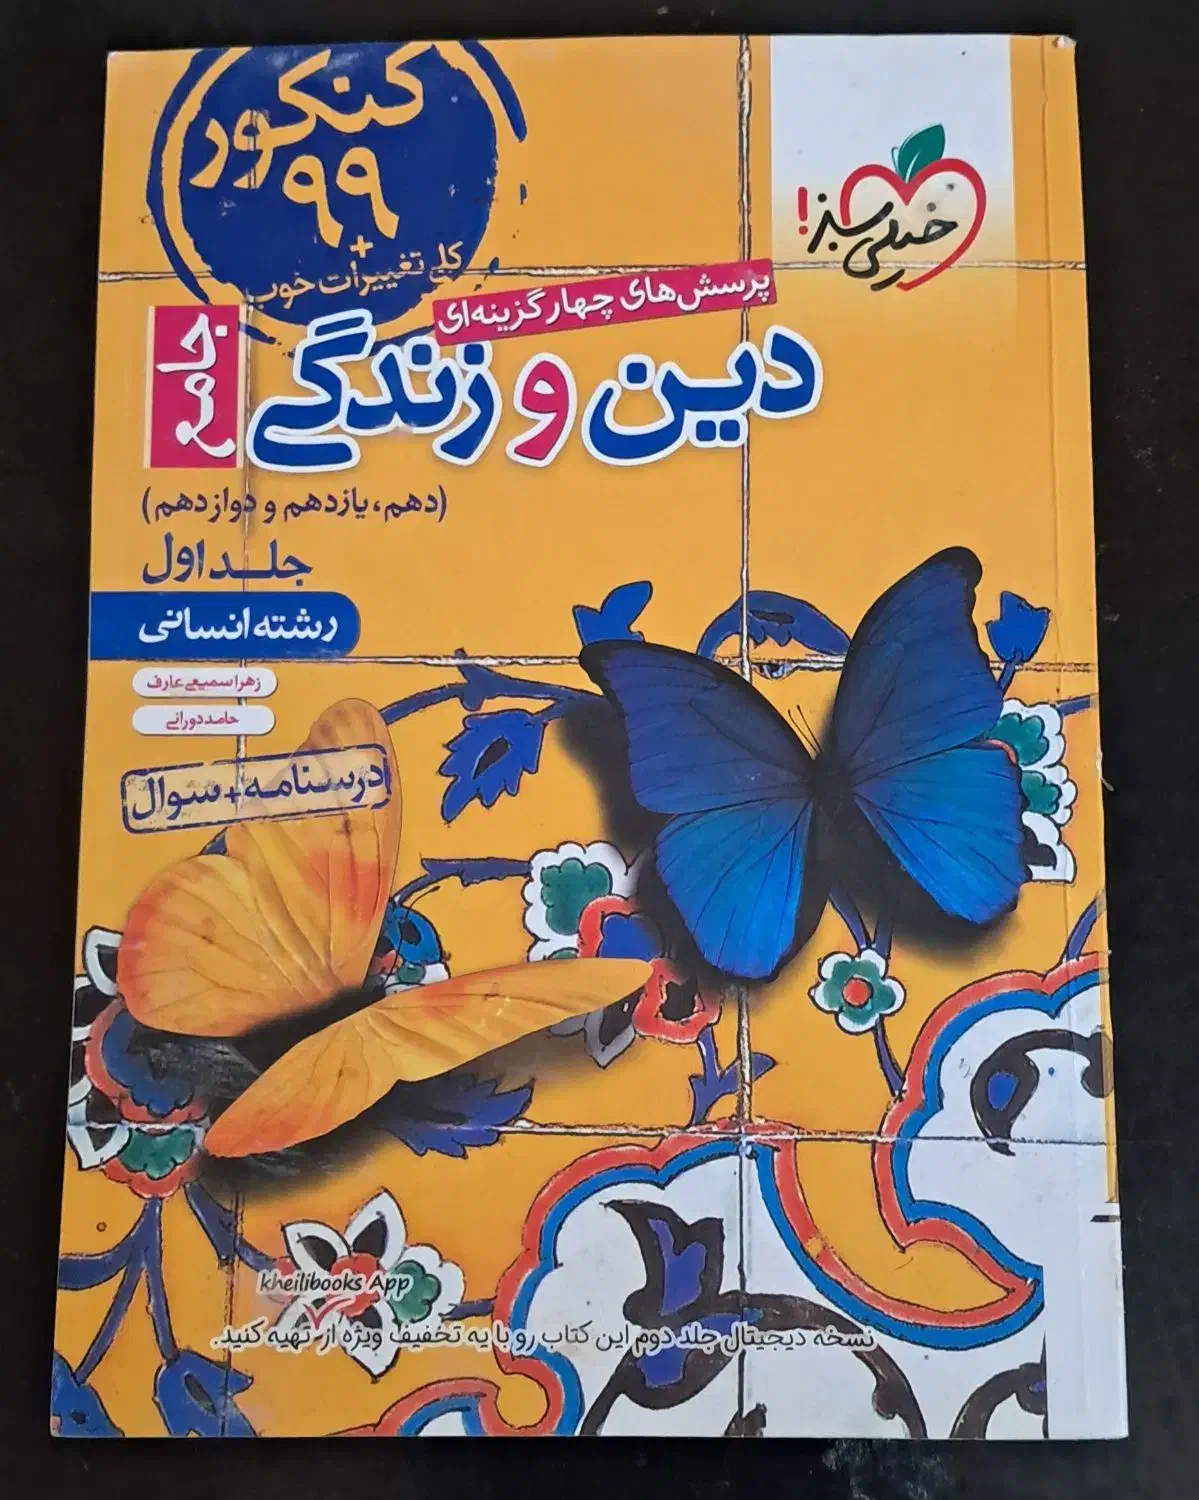 کنکور
۹۹
+
کلی تغییرات خوب
خیلی سبز!
پرسش‌های چهارگزینه‌ای
دین و زندگی
جامع
(دهم، یازدهم و دوازدهم)
جلد اول
رشته انسانی
زهرا سمیعی عارف
حامد دورانی
درسنامه + سوال
kheilibooks App
نسخه دیجیتال جلد دوم این کتاب رو با یه تخفیف ویژه از تهیه کنید.